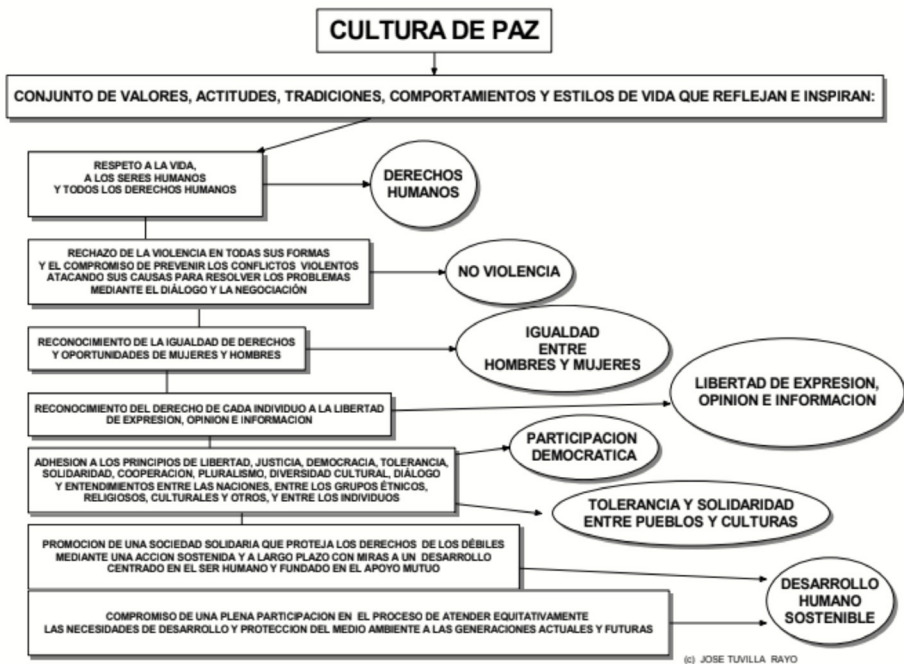 CULTURA DE PAZ
CONJUNTO DE VALORES, ACTITUDES, TRADICIONES, COMPORTAMIENTOS Y ESTILOS DE VIDA QUE REFLEJAN E INSPIRAN:
RESPETO A LA VIDA,
A LOS SERES HUMANOS
Y TODOS LOS DERECHOS HUMANOS
DERECHOS
HUMANOS
RECHAZO DE LA VIOLENCIA EN TODAS SUS FORMAS
Y EL COMPROMISO DE PREVENIR LOS CONFLICTOS VIOLENTOS
ATACANDO SUS CAUSAS PARA RESOLVER LOS PROBLEMAS
MEDIANTE EL DIÁLOGO Y LA NEGOCIACIÓN
NO VIOLENCIA
RECONOCIMIENTO DE LA IGUALDAD DE DERECHOS
Y OPORTUNIDADES DE MUJERES Y HOMBRES
IGUALDAD
ENTRE
HOMBRES Y MUJERES
RECONOCIMIENTO DEL DERECHO DE CADA INDIVIDUO A LA LIBERTAD
DE EXPRESION, OPINION E INFORMACION
LIBERTAD DE EXPRESION,
OPINION E INFORMACION
ADHESION A LOS PRINCIPIOS DE LIBERTAD, JUSTICIA, DEMOCRACIA, TOLERANCIA,
SOLIDARIDAD, COOPERACION, PLURALISMO, DIVERSIDAD CULTURAL, DIÁLOGO
Y ENTENDIMIENTOS ENTRE LAS NACIONES, ENTRE LOS GRUPOS ÉTNICOS,
RELIGIOSOS, CULTURALES Y OTROS, Y ENTRE LOS INDIVIDUOS
PARTICIPACION
DEMOCRATICA
TOLERANCIA Y SOLIDARIDAD
ENTRE PUEBLOS Y CULTURAS
PROMOCION DE UNA SOCIEDAD SOLIDARIA QUE PROTEJA LOS DERECHOS DE LOS DÉBILES
MEDIANTE UNA ACCION SOSTENIDA Y A LARGO PLAZO CON MIRAS A UN DESARROLLO
CENTRADO EN EL SER HUMANO Y FUNDADO EN EL APOYO MUTUO
DESARROLLO
HUMANO
SOSTENIBLE
COMPROMISO DE UNA PLENA PARTICIPACION EN EL PROCESO DE ATENDER EQUITATIVAMENTE
LAS NECESIDADES DE DESARROLLO Y PROTECCION DEL MEDIO AMBIENTE A LAS GENERACIONES ACTUALES Y FUTURAS
(c) JOSE TUVILLA RAYO